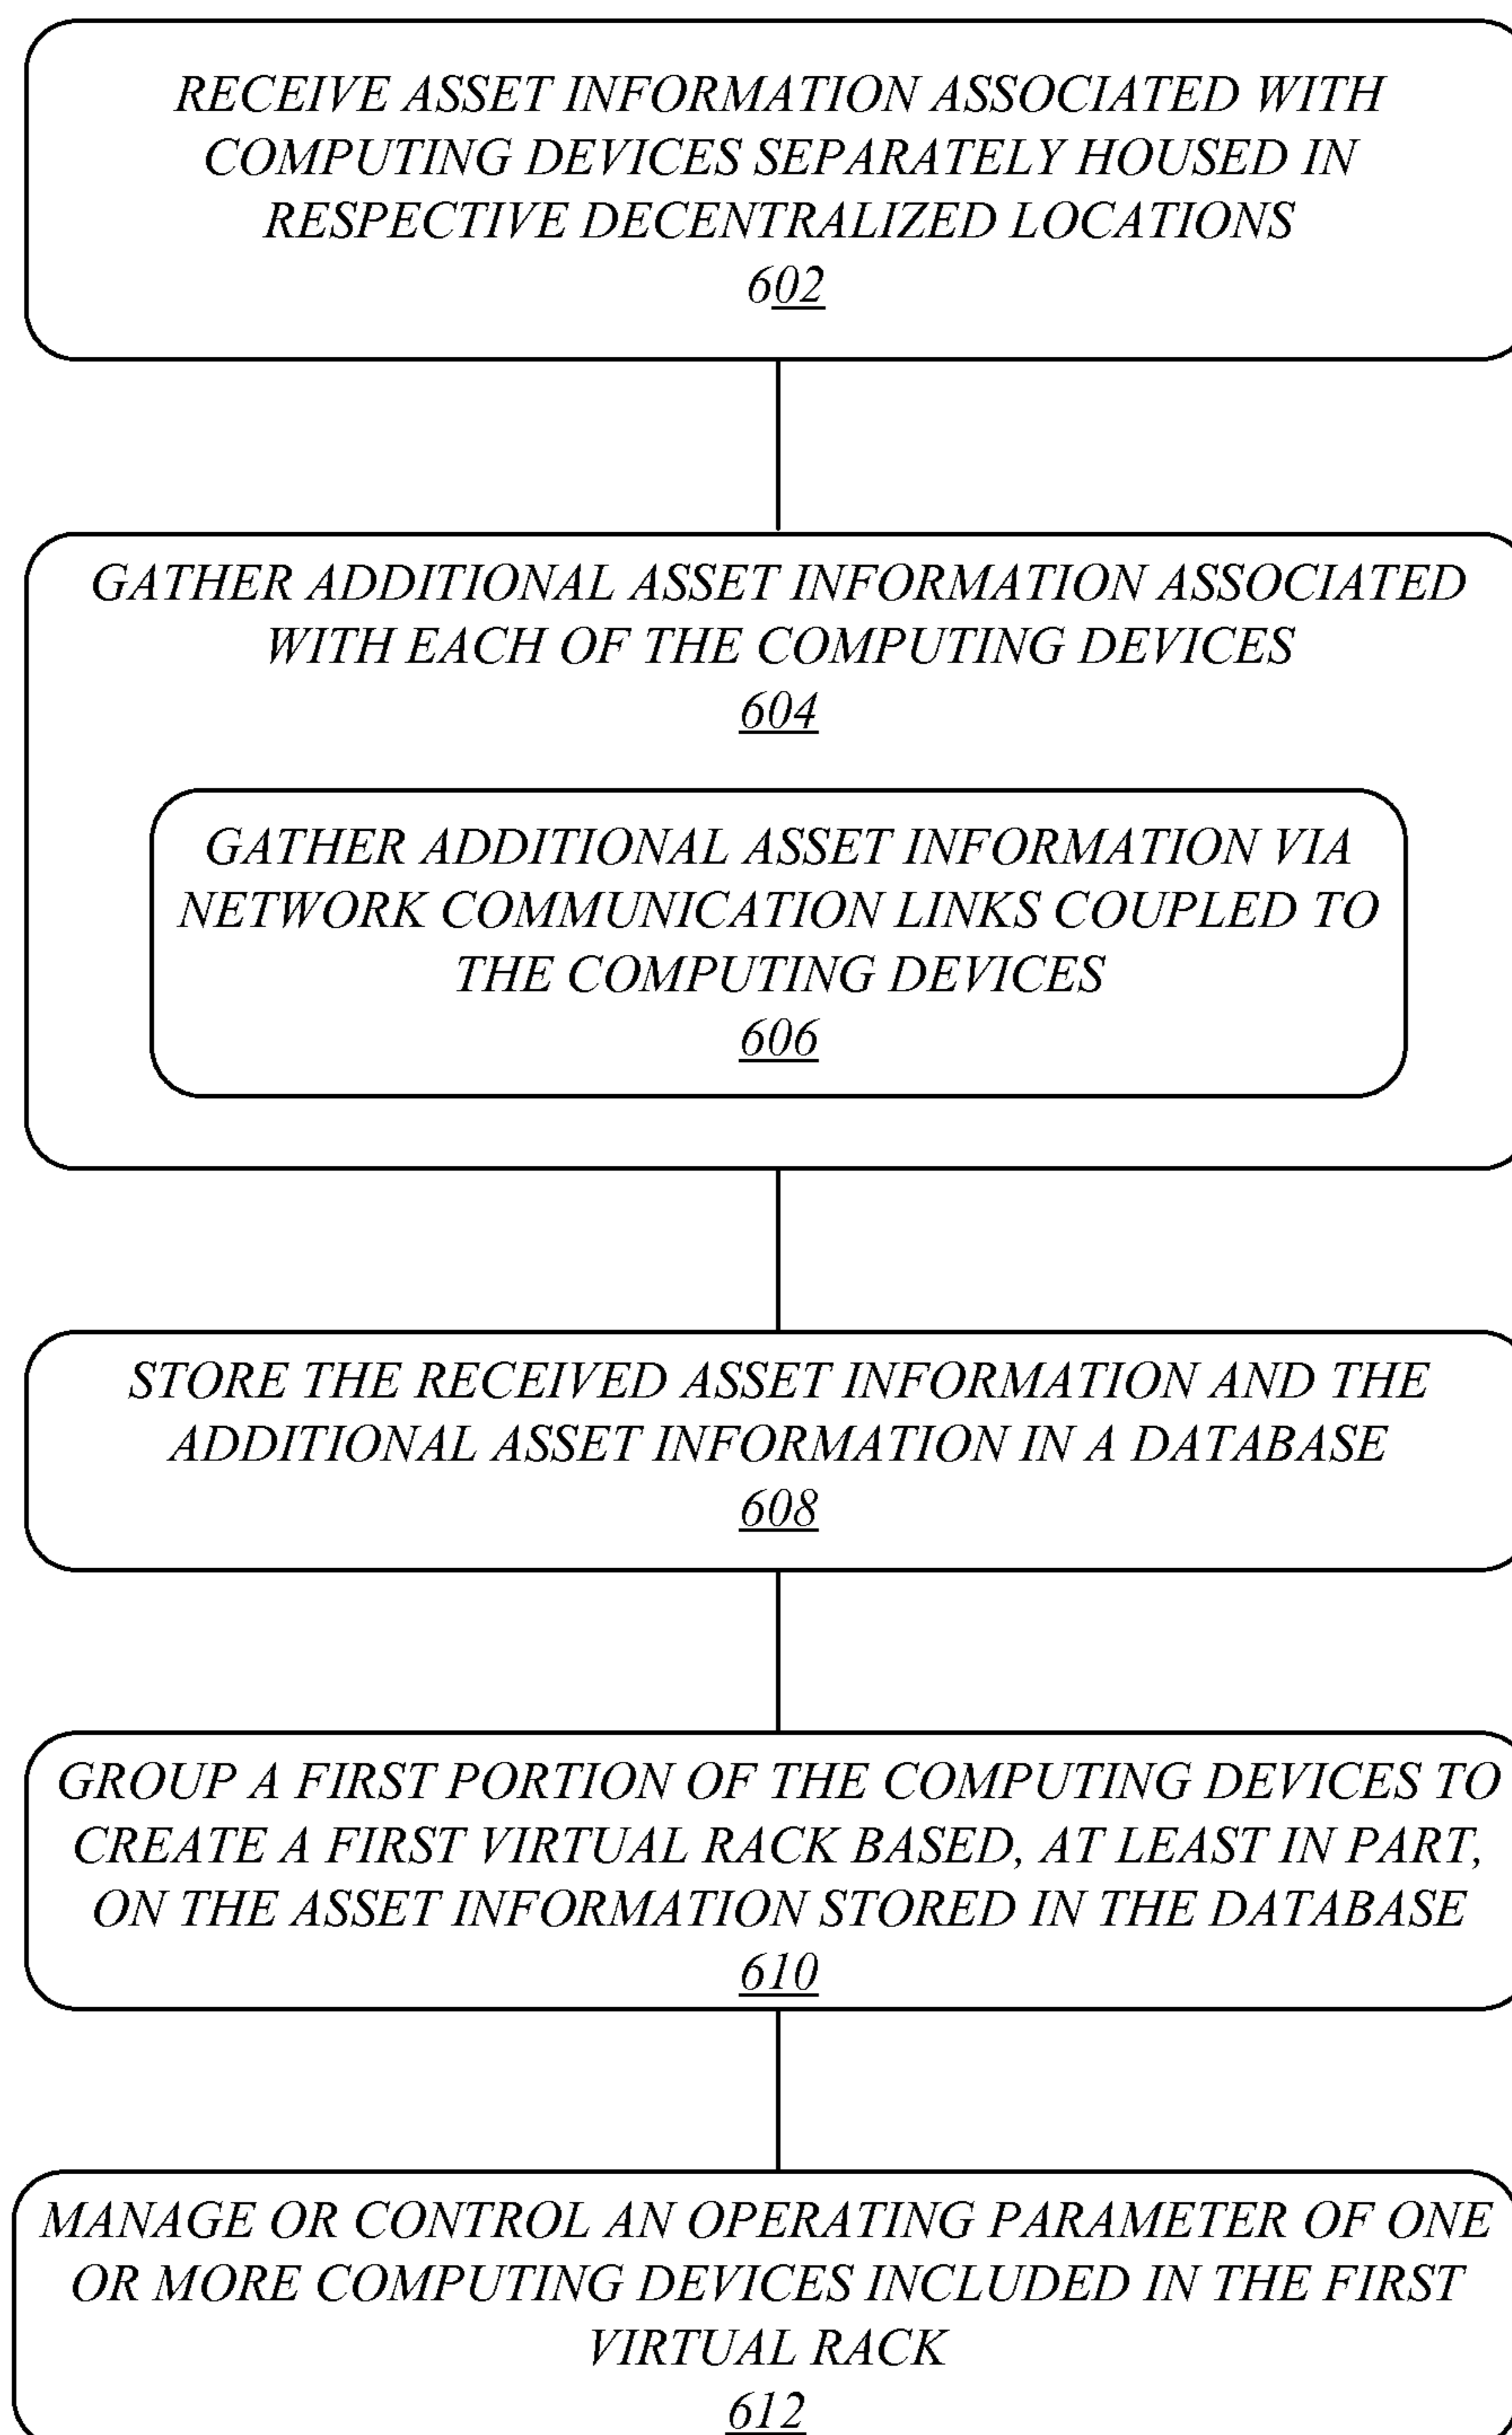 RECEIVE ASSET INFORMATION ASSOCIATED WITH
COMPUTING DEVICES SEPARATELY HOUSED IN
RESPECTIVE DECENTRALIZED LOCATIONS
602
GATHER ADDITIONAL ASSET INFORMATION ASSOCIATED
WITH EACH OF THE COMPUTING DEVICES
604
GATHER ADDITIONAL ASSET INFORMATION VIA
NETWORK COMMUNICATION LINKS COUPLED TO
THE COMPUTING DEVICES
606
STORE THE RECEIVED ASSET INFORMATION AND THE
ADDITIONAL ASSET INFORMATION IN A DATABASE
608
GROUP A FIRST PORTION OF THE COMPUTING DEVICES TO
CREATE A FIRST VIRTUAL RACK BASED, AT LEAST IN PART,
ON THE ASSET INFORMATION STORED IN THE DATABASE
610
MANAGE OR CONTROL AN OPERATING PARAMETER OF ONE
OR MORE COMPUTING DEVICES INCLUDED IN THE FIRST
VIRTUAL RACK
612